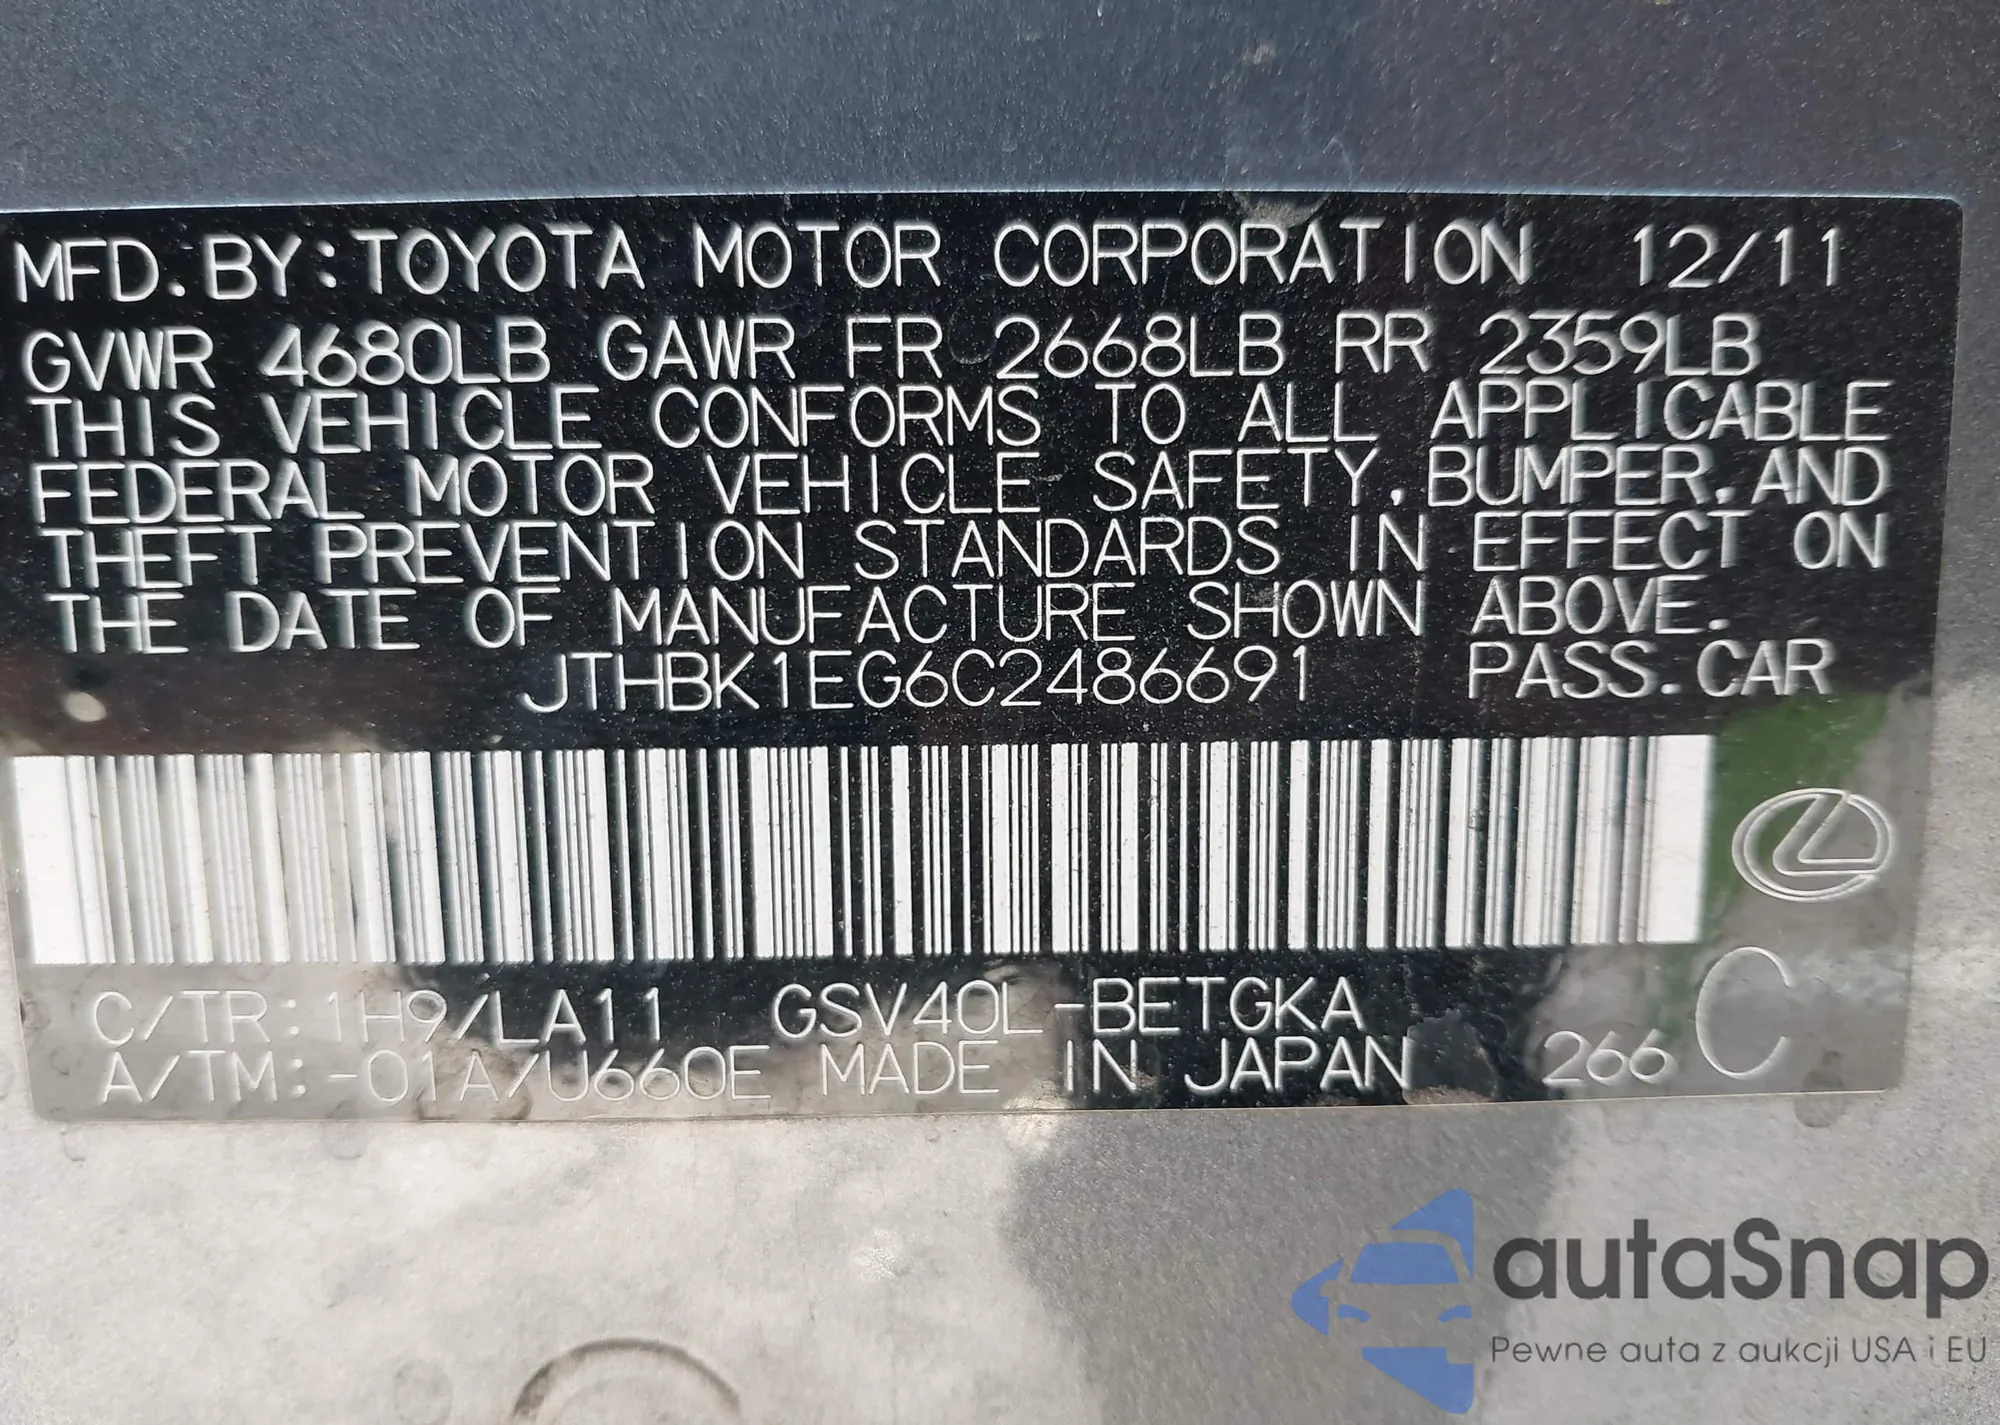 MFD. BY: TOYOTA MOTOR CORPORATION 12/11
GVWR 4680LB GAWR FR 2668LB RR 2359LB
THIS VEHICLE CONFORMS TO ALL APPLICABLE
FEDERAL MOTOR VEHICLE SAFETY, BUMPER, AND
THEFT PREVENTION STANDARDS IN EFFECT ON
THE DATE OF MANUFACTURE SHOWN ABOVE.
JTHBK1EG6C2486691 PASS. CAR
C/TR: 1H9/LA11 GSV40L-BETGKA
A/TM: -01A/U660E MADE IN JAPAN 266 C
autaSnap
Pewne auta z aukcji USA i EU